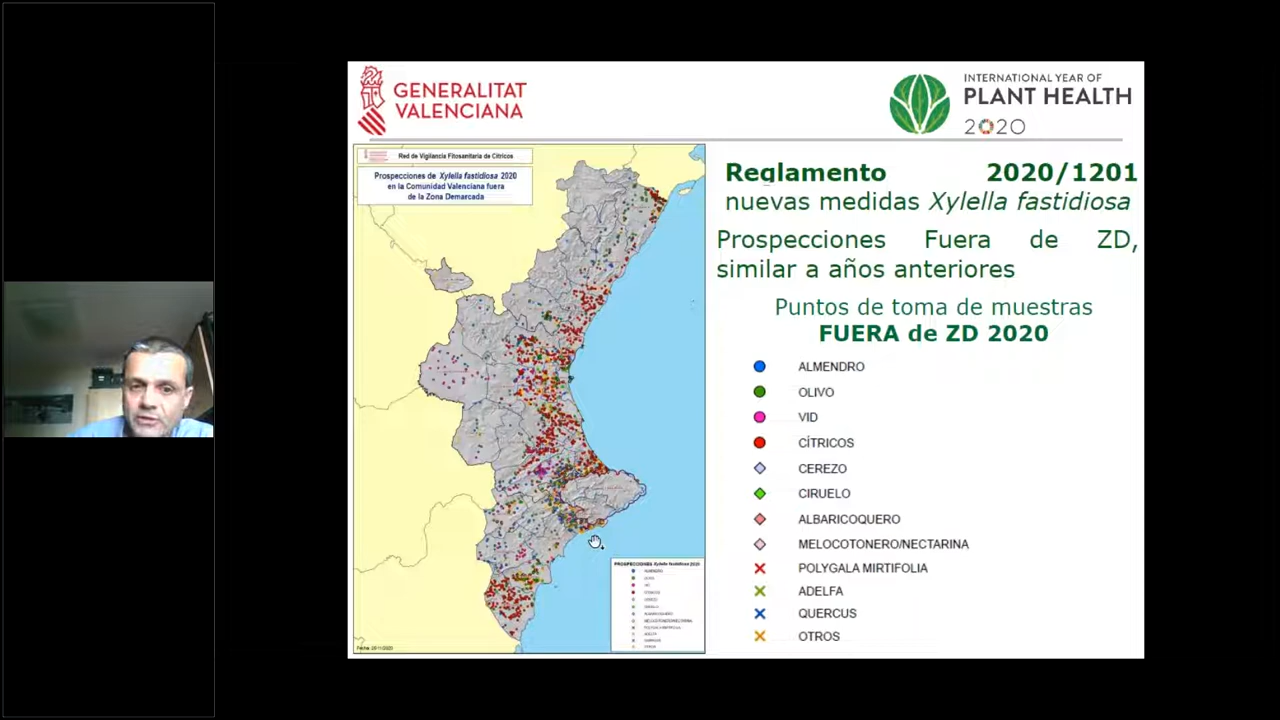 GENERALITAT
VALENCIANA
INTERNATIONAL YEAR OF
PLANT HEALTH
2020
Red de Vigilancia Fitosanitaria de Cítricos
Prospecciones de Xylella fastidiosa 2020
en la Comunidad Valenciana fuera
de la Zona Demarcada
Reglamento 2020/1201
nuevas medidas Xylella fastidiosa
Prospecciones Fuera de ZD,
similar a años anteriores
Puntos de toma de muestras
FUERA de ZD 2020
ALMENDRO
OLIVO
VID
CÍTRICOS
CEREZO
CIRUELO
ALBARICOQUERO
MELOCOTONERO/NECTARINA
POLYGALA MIRTIFOLIA
ADELFA
QUERCUS
OTROS
PROSPECCIONES Xylella fastidiosa 2020